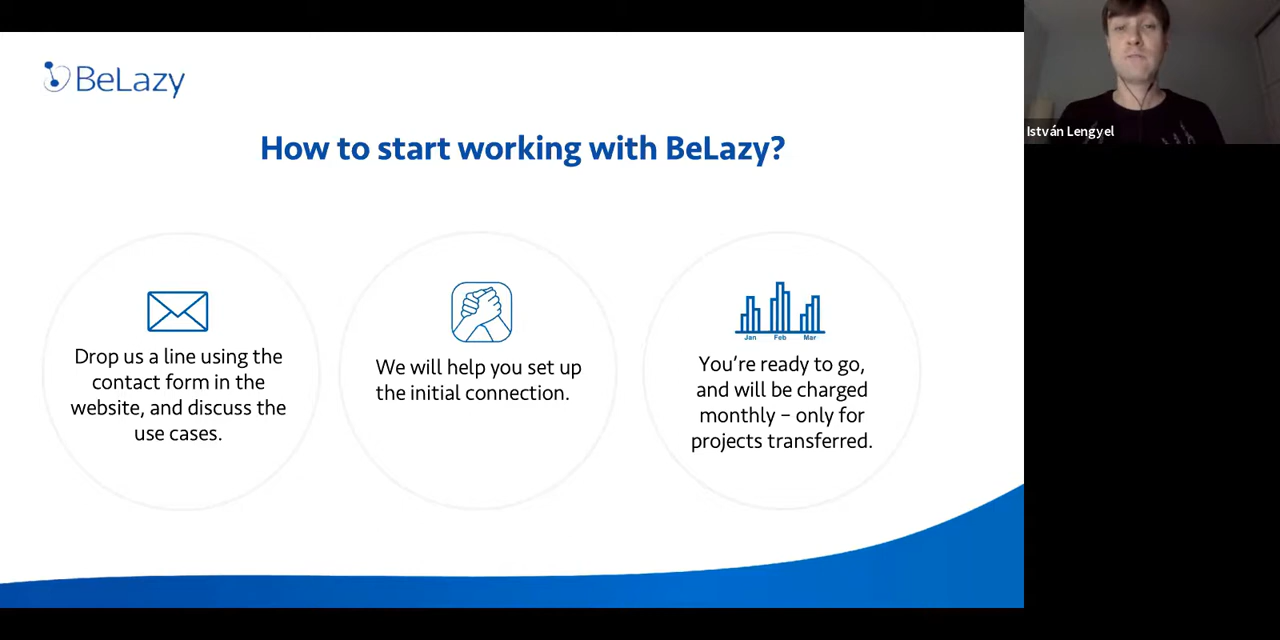 BeLazy
István Lengyel
How to start working with BeLazy?
Drop us a line using the
contact form in the
website, and discuss the
use cases.
We will help you set up
the initial connection.
Jan Feb Mar
You’re ready to go,
and will be charged
monthly – only for
projects transferred.